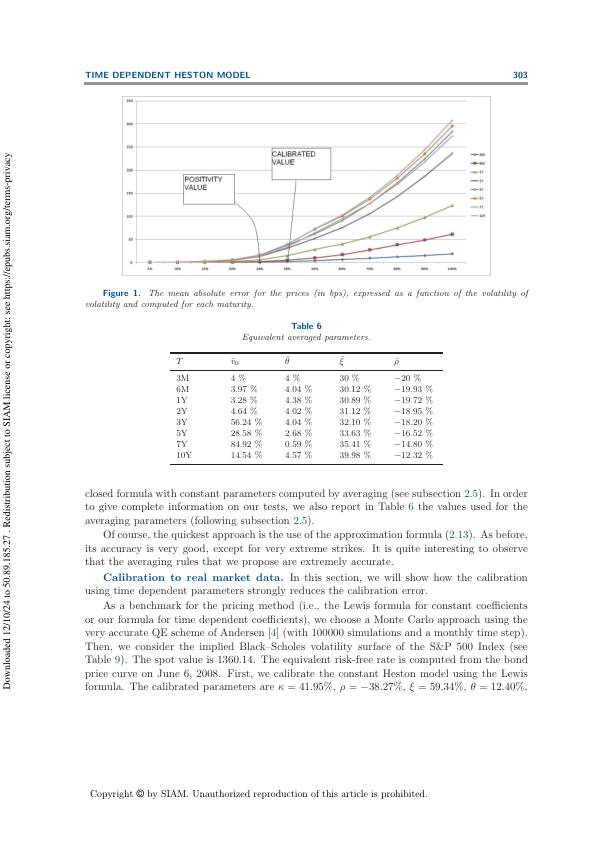 Downloaded 12/10/24 to 50.89.185.27 . Redistribution subject to SIAM license or copyright; see https://epubs.siam.org/terms-privacy
TIME DEPENDENT HESTON MODEL 303
CALIBRATED
VALUE
POSITIVITY
VALUE
Figure 1. The mean absolute error for the prices (in bps), expressed as a function of the volatility of
volatility and computed for each maturity.
Table 6
Equivalent averaged parameters.
T v̄₀ θ̄ ξ̄ ρ̄
3M 4 % 4 % 30 % −20 %
6M 3.97 % 4.04 % 30.12 % −19.93 %
1Y 3.28 % 4.38 % 30.89 % −19.72 %
2Y 4.64 % 4.02 % 31.12 % −18.95 %
3Y 56.24 % 4.04 % 32.10 % −18.20 %
5Y 28.58 % 2.68 % 33.63 % −16.52 %
7Y 84.92 % 0.59 % 35.41 % −14.80 %
10Y 14.54 % 4.57 % 39.98 % −12.32 %
closed formula with constant parameters computed by averaging (see subsection 2.5). In order
to give complete information on our tests, we also report in Table 6 the values used for the
averaging parameters (following subsection 2.5).
Of course, the quickest approach is the use of the approximation formula (2.13). As before,
its accuracy is very good, except for very extreme strikes. It is quite interesting to observe
that the averaging rules that we propose are extremely accurate.
Calibration to real market data. In this section, we will show how the calibration
using time dependent parameters strongly reduces the calibration error.
As a benchmark for the pricing method (i.e., the Lewis formula for constant coefficients
or our formula for time dependent coefficients), we choose a Monte Carlo approach using the
very accurate QE scheme of Andersen [4] (with 100000 simulations and a monthly time step).
Then, we consider the implied Black–Scholes volatility surface of the S&P 500 Index (see
Table 9). The spot value is 1360.14. The equivalent risk-free rate is computed from the bond
price curve on June 6, 2008. First, we calibrate the constant Heston model using the Lewis
formula. The calibrated parameters are κ = 41.95%, ρ = −38.27%, ξ = 59.34%, θ = 12.40%,
Copyright © by SIAM. Unauthorized reproduction of this article is prohibited.